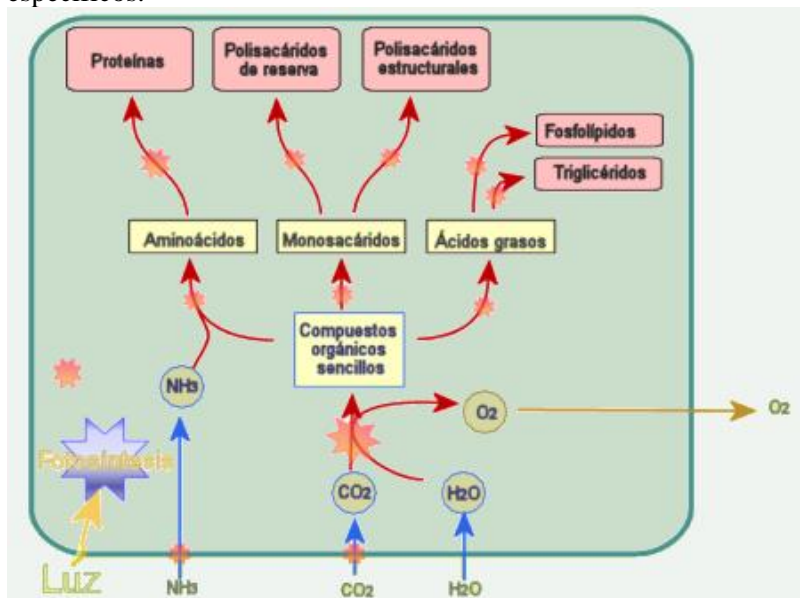 específicos.
Proteínas
Polisacáridos
de reserva
Polisacáridos
estructurales
Fosfolípidos
Triglicéridos
Aminoácidos
Monosacáridos
Ácidos grasos
Compuestos
orgánicos
sencillos
NH3
O2
O2
Fotosíntesis
CO2
H2O
Luz
NH3
CO2
H2O